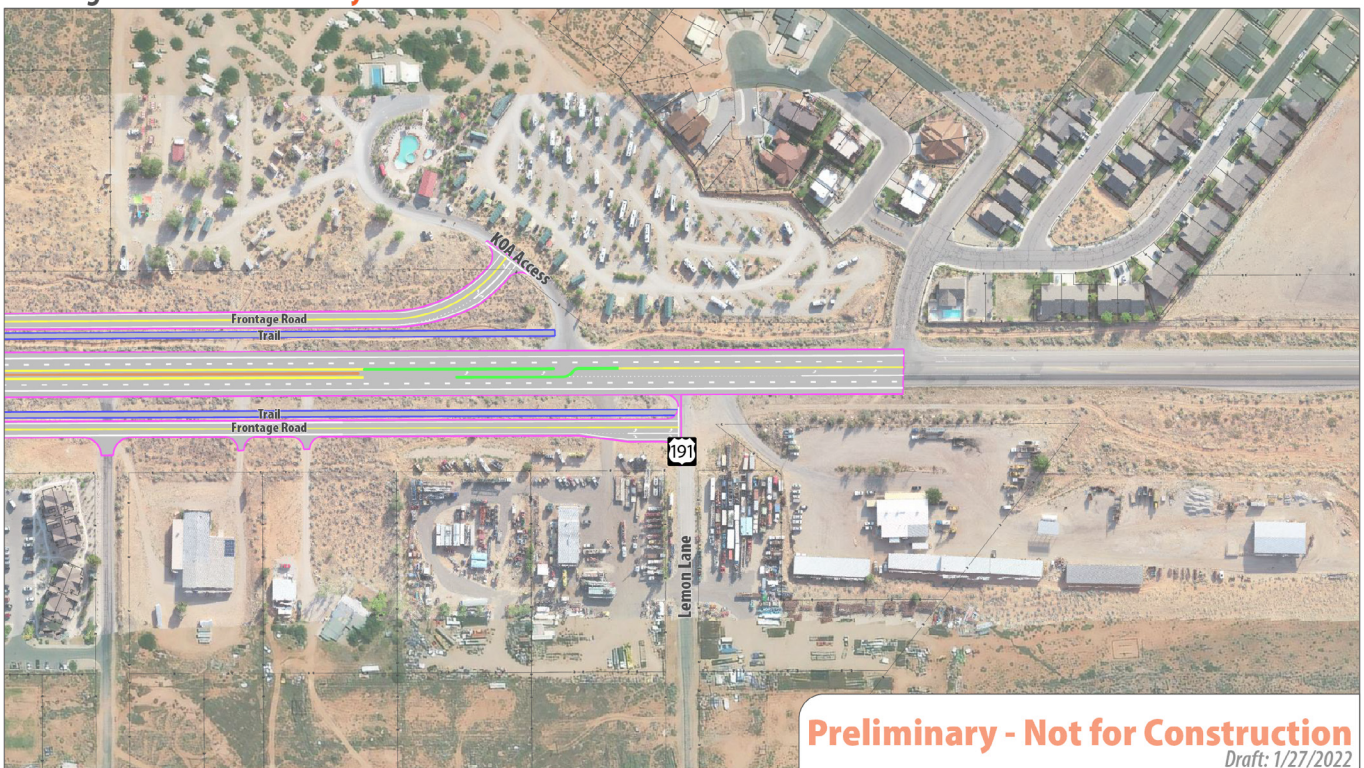 KOA Access
Frontage Road
Trail
Trail
Frontage Road
191
Lemon Lane
Preliminary - Not for Construction
Draft: 1/27/2022